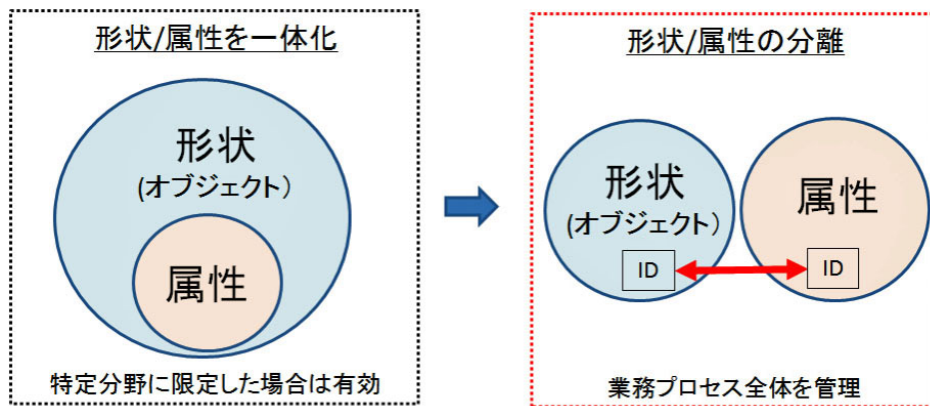 形状/属性を一体化
形状
(オブジェクト)
属性
特定分野に限定した場合は有効
形状/属性の分離
形状
(オブジェクト)
ID
属性
ID
業務プロセス全体を管理